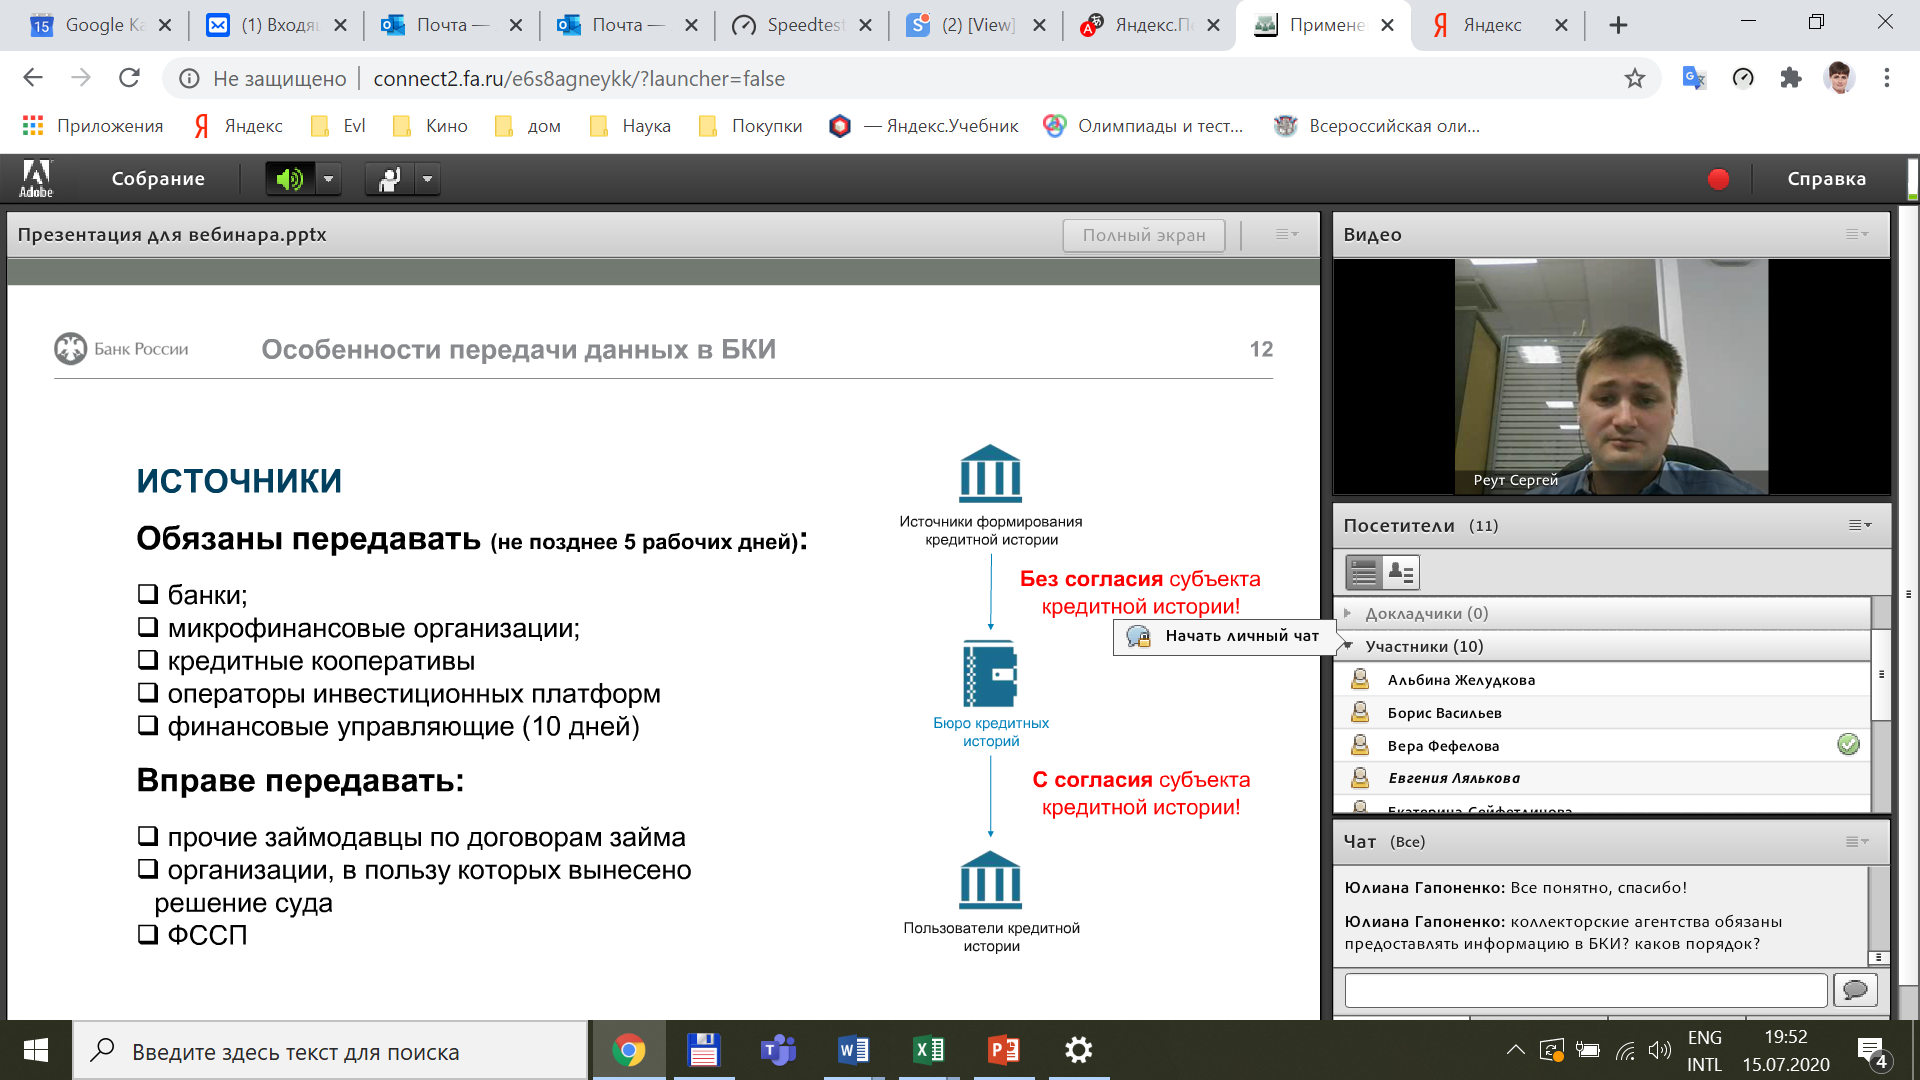 Google Ка
(1) Входящ
Почта —
Почта —
Speedtest
(2) [View]
Яндекс.Пе
Примене
Яндекс
Не защищено
connect2.fa.ru/e6s8agneykk/?launcher=false
Приложения
Яндекс
Evl
Кино
дом
Наука
Покупки
— Яндекс.Учебник
Олимпиады и тест...
Всероссийская оли...
Adobe
Собрание
Справка
Презентация для вебинара.pptx
Полный экран
Банк России
Особенности передачи данных в БКИ
12
ИСТОЧНИКИ
Обязаны передавать (не позднее 5 рабочих дней):
банки;
микрофинансовые организации;
кредитные кооперативы
операторы инвестиционных платформ
финансовые управляющие (10 дней)
Вправе передавать:
прочие займодавцы по договорам займа
организации, в пользу которых вынесено
решение суда
ФССП
Источники формирования
кредитной истории
Без согласия субъекта
кредитной истории!
Бюро кредитных
историй
С согласия субъекта
кредитной истории!
Пользователи кредитной
истории
Начать личный чат
Видео
Реут Сергей
Посетители (11)
Докладчики (0)
Участники (10)
Альбина Желудкова
Борис Васильев
Вера Фефелова
Евгения Лялькова
Екатерина Сейфетдинова
Чат (Все)
Юлиана Гапоненко: Все понятно, спасибо!
Юлиана Гапоненко: коллекторские агентства обязаны
предоставлять информацию в БКИ? каков порядок?
Введите здесь текст для поиска
ENG
INTL
19:52
15.07.2020
4